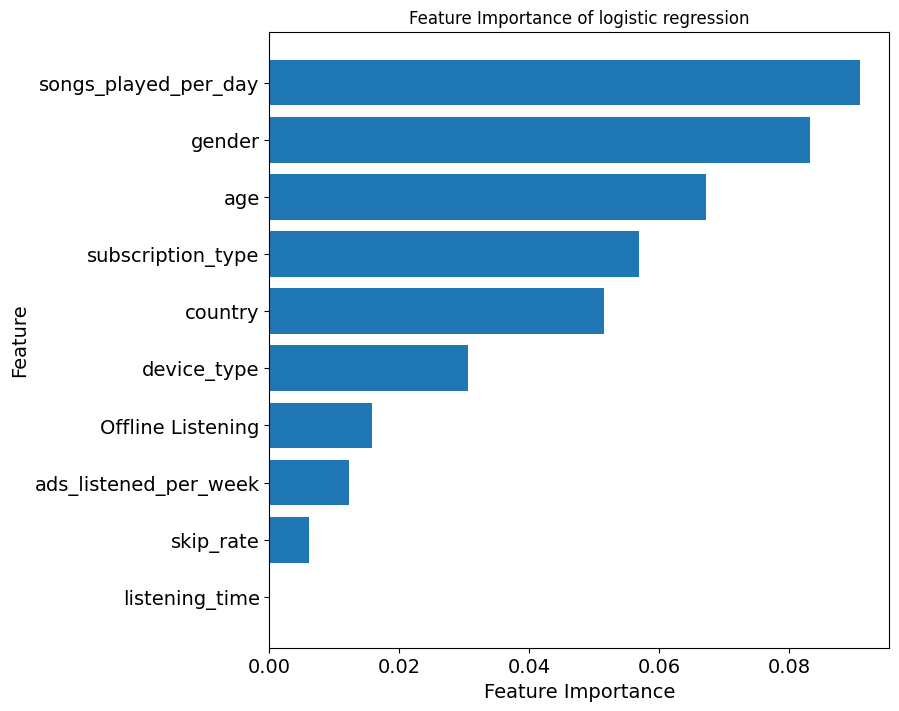 Feature Importance of logistic regression
songs_played_per_day
gender
age
subscription_type
country
device_type
Offline Listening
ads_listened_per_week
skip_rate
listening_time
Feature
0.00 0.02 0.04 0.06 0.08
Feature Importance